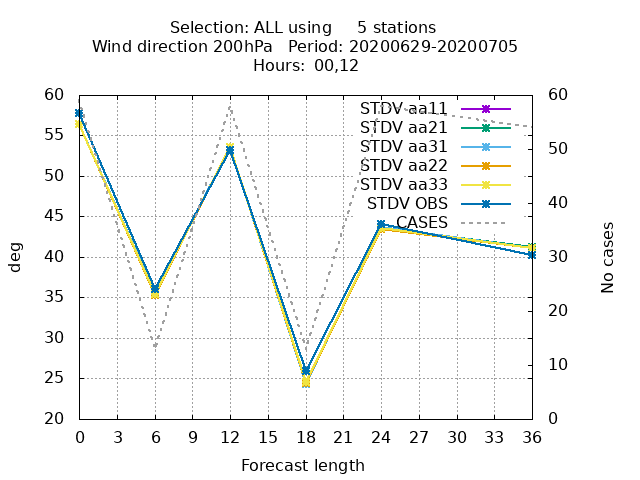 Selection: ALL using     5 stations
Wind direction 200hPa   Period: 20200629-20200705
Hours: 00,12
STDV aa11
STDV aa21
STDV aa31
STDV aa22
STDV aa33
STDV OBS
CASES
60
55
50
45
40
35
30
25
20
60
50
40
30
20
10
0
deg
No cases
0 3 6 9 12 15 18 21 24 27 30 33 36
Forecast length